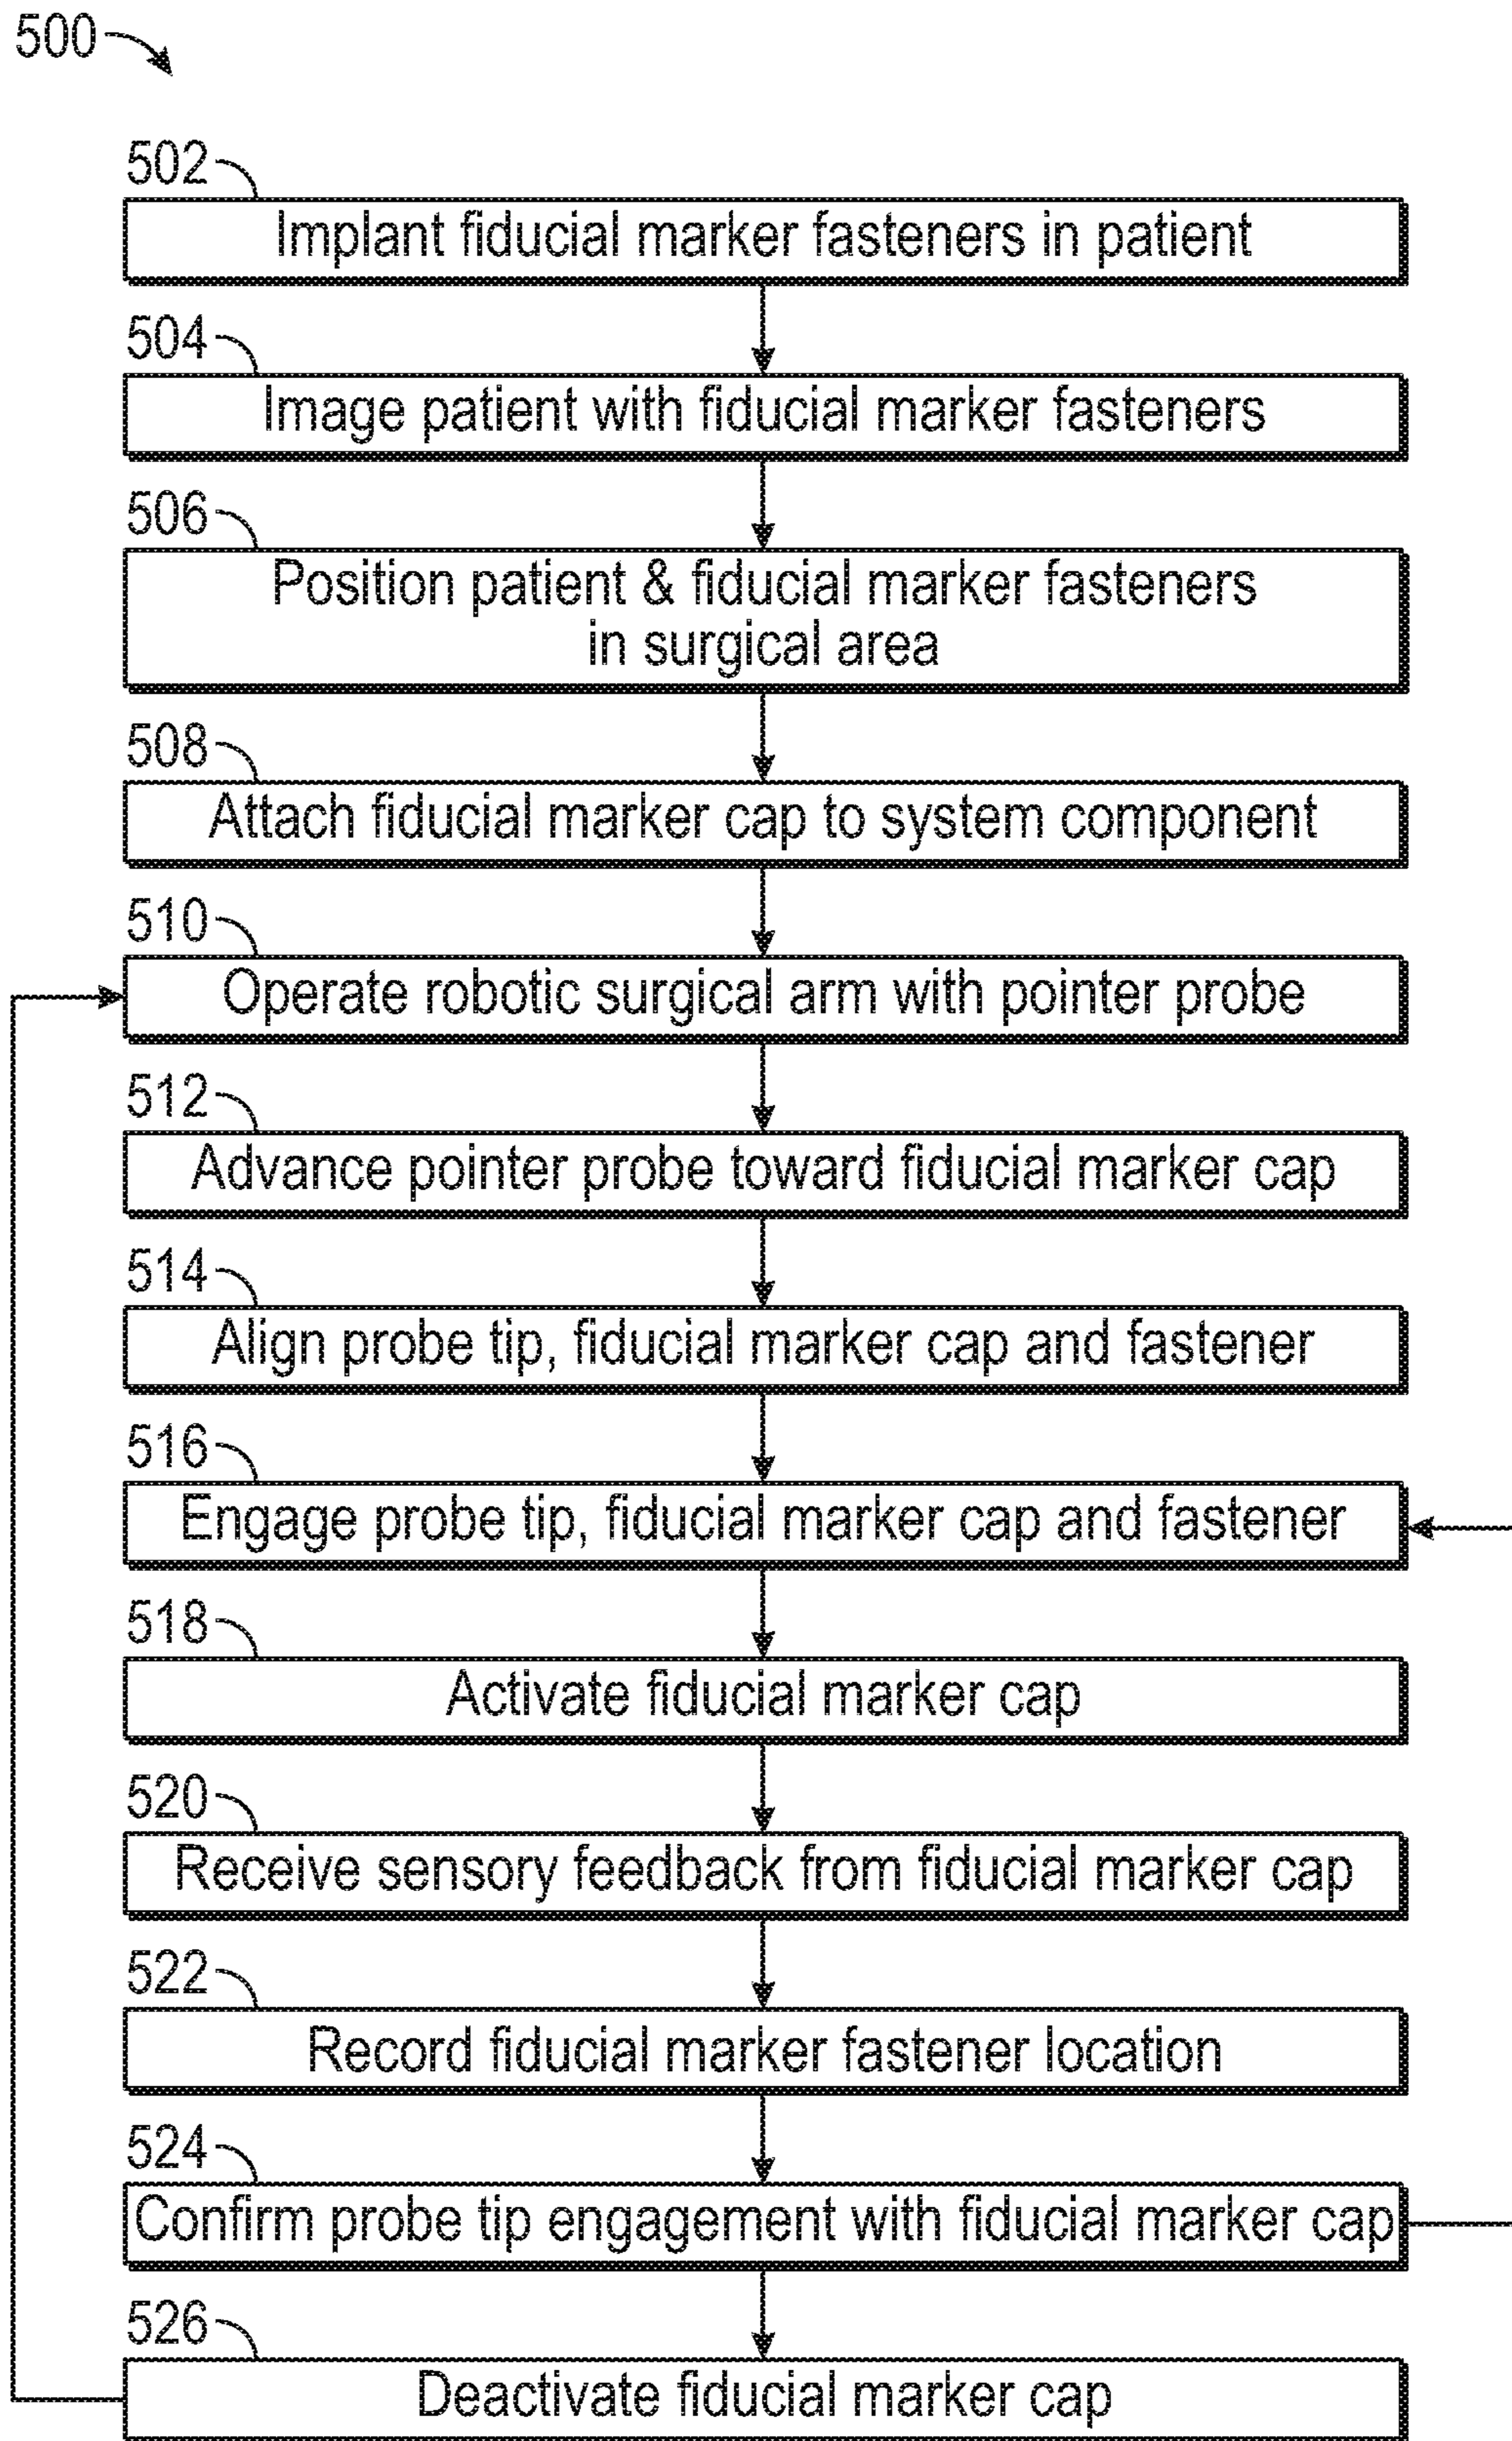 500
502
Implant fiducial marker fasteners in patient
504
Image patient with fiducial marker fasteners
506
Position patient & fiducial marker fasteners
in surgical area
508
Attach fiducial marker cap to system component
510
Operate robotic surgical arm with pointer probe
512
Advance pointer probe toward fiducial marker cap
514
Align probe tip, fiducial marker cap and fastener
516
Engage probe tip, fiducial marker cap and fastener
518
Activate fiducial marker cap
520
Receive sensory feedback from fiducial marker cap
522
Record fiducial marker fastener location
524
Confirm probe tip engagement with fiducial marker cap
526
Deactivate fiducial marker cap